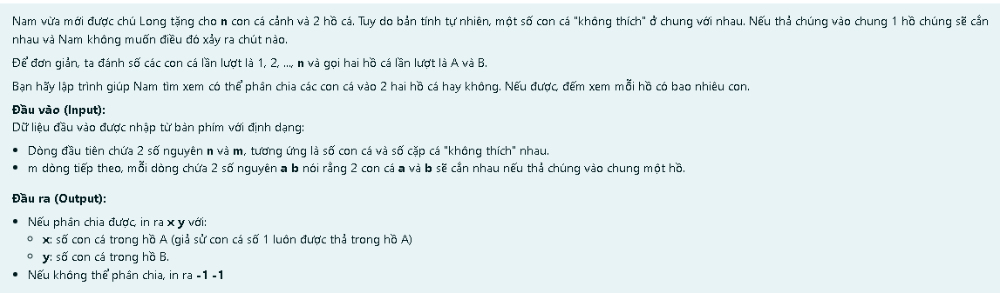 Nam vừa mới được chú Long tặng cho n con cá cảnh và 2 hồ cá. Tuy do bản tính tự nhiên, một số con cá "không thích" ở chung với nhau. Nếu thả chúng vào chung 1 hồ chúng sẽ cắn
nhau và Nam không muốn điều đó xảy ra chút nào.
Để đơn giản, ta đánh số các con cá lần lượt là 1, 2, ..., n và gọi hai hồ cá lần lượt là A và B.
Bạn hãy lập trình giúp Nam tìm xem có thể phân chia các con cá vào 2 hai hồ cá hay không. Nếu được, đếm xem mỗi hồ có bao nhiêu con.
Đầu vào (Input):
Dữ liệu đầu vào được nhập từ bàn phím với định dạng:
• Dòng đầu tiên chứa 2 số nguyên n và m, tương ứng là số con cá và số cặp cá "không thích" nhau.
• m dòng tiếp theo, mỗi dòng chứa 2 số nguyên a b nói rằng 2 con cá a và b sẽ cắn nhau nếu thả chúng vào chung một hồ.
Đầu ra (Output):
• Nếu phân chia được, in ra x y với:
○ x: số con cá trong hồ A (giả sử con cá số 1 luôn được thả trong hồ A)
○ y: số con cá trong hồ B.
• Nếu không thể phân chia, in ra -1 -1